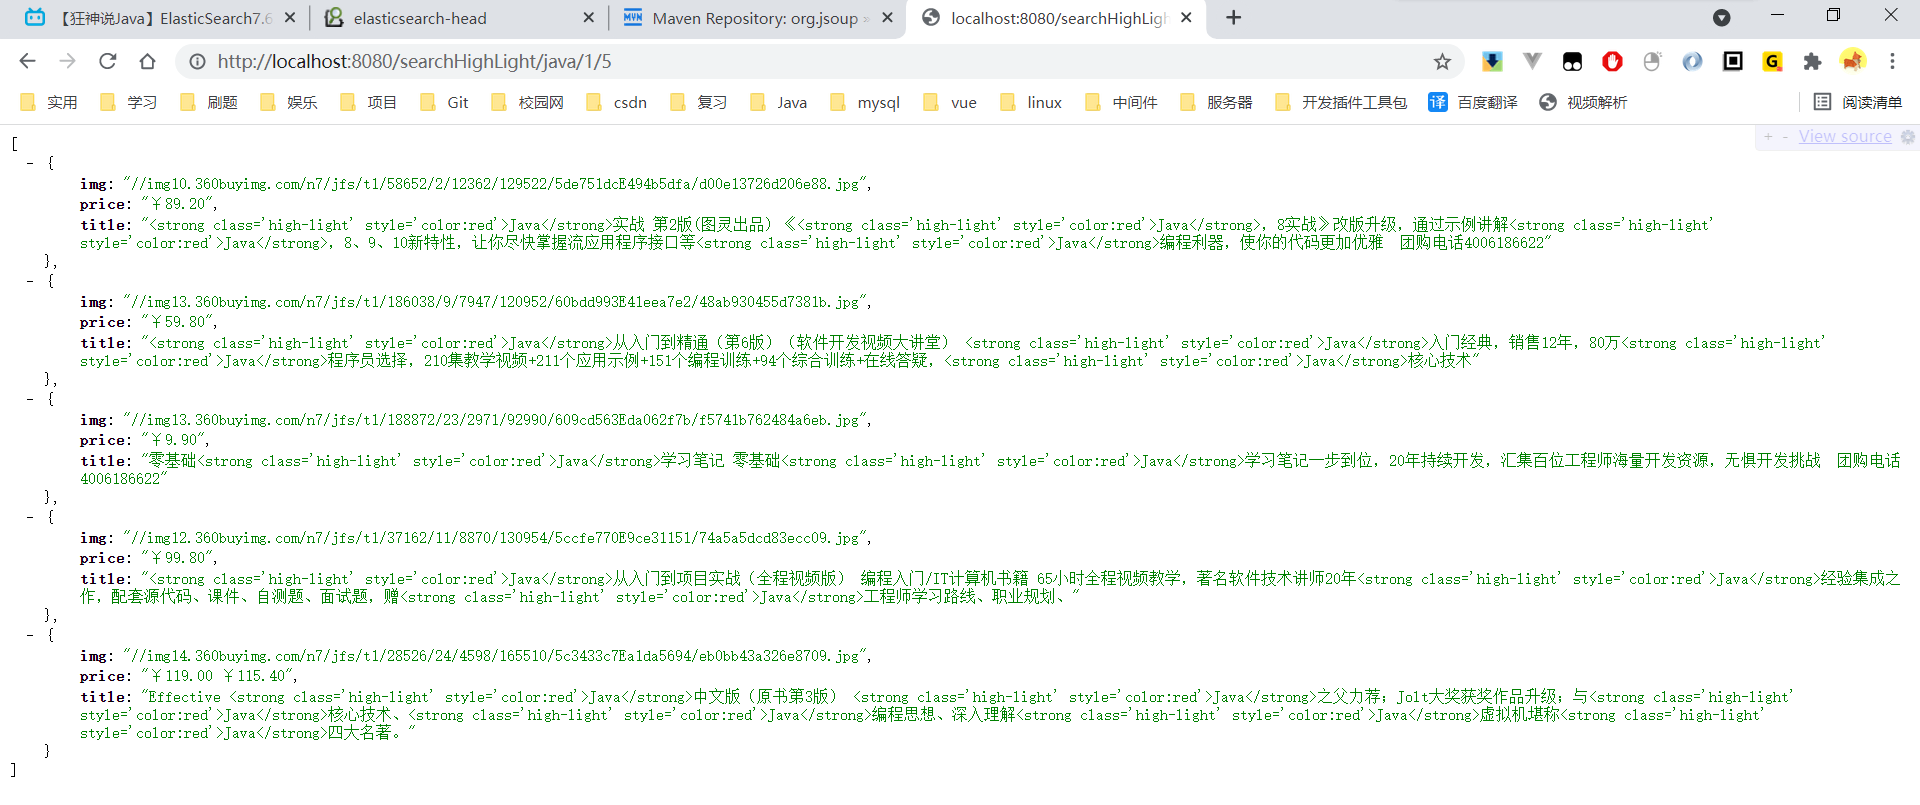 【狂神说Java】ElasticSearch7.6
elasticsearch-head
Maven Repository: org.jsoup »
localhost:8080/searchHighLigh
http://localhost:8080/searchHighLight/java/1/5
实用 学习 刷题 娱乐 项目 Git 校园网 csdn 复习 Java mysql vue linux 中间件 服务器 开发插件工具包 译 百度翻译 视频解析 阅读清单
+ - View source
[
- {
img: "//img10.360buyimg.com/n7/jfs/t1/58652/2/12362/129522/5de751dcE494b5dfa/d00e13726d206e88.jpg",
price: "￥89.20",
title: "<strong class='high-light' style='color:red'>Java</strong>实战 第2版(图灵出品) 《<strong class='high-light' style='color:red'>Java</strong>, 8实战》改版升级, 通过示例讲解<strong class='high-light'
style='color:red'>Java</strong>, 8、9、10新特性, 让你尽快掌握流应用程序接口等<strong class='high-light' style='color:red'>Java</strong>编程利器, 使你的代码更加优雅 团购电话4006186622"
},
- {
img: "//img13.360buyimg.com/n7/jfs/t1/186038/9/7947/120952/60bdd993E41eea7e2/48ab930455d7381b.jpg",
price: "￥59.80",
title: "<strong class='high-light' style='color:red'>Java</strong>从入门到精通（第6版）（软件开发视频大讲堂） <strong class='high-light' style='color:red'>Java</strong>入门经典, 销售12年, 80万<strong class='high-light'
style='color:red'>Java</strong>程序员选择, 210集教学视频+211个应用示例+151个编程训练+94个综合训练+在线答疑, <strong class='high-light' style='color:red'>Java</strong>核心技术"
},
- {
img: "//img13.360buyimg.com/n7/jfs/t1/188872/23/2971/92990/609cd563Eda062f7b/f5741b762484a6eb.jpg",
price: "￥9.90",
title: "零基础<strong class='high-light' style='color:red'>Java</strong>学习笔记 零基础<strong class='high-light' style='color:red'>Java</strong>学习笔记一步到位, 20年持续开发, 汇集百位工程师海量开发资源, 无惧开发挑战 团购电话
4006186622"
},
- {
img: "//img12.360buyimg.com/n7/jfs/t1/37162/11/8870/130954/5ccfe770E9ce31151/74a5a5dcd83ecc09.jpg",
price: "￥99.80",
title: "<strong class='high-light' style='color:red'>Java</strong>从入门到项目实战（全程视频版） 编程入门/IT计算机书籍 65小时全程视频教学, 著名软件技术讲师20年<strong class='high-light' style='color:red'>Java</strong>经验集成之
作, 配套源代码、课件、自测题、面试题, 赠<strong class='high-light' style='color:red'>Java</strong>工程师学习路线、职业规划、"
},
- {
img: "//img14.360buyimg.com/n7/jfs/t1/28526/24/4598/165510/5c3433c7Ea1da5694/eb0bb43a326e8709.jpg",
price: "￥119.00 ￥115.40",
title: "Effective <strong class='high-light' style='color:red'>Java</strong>中文版（原书第3版） <strong class='high-light' style='color:red'>Java</strong>之父力荐; Jolt大奖获奖作品升级; 与<strong class='high-light'
style='color:red'>Java</strong>核心技术、<strong class='high-light' style='color:red'>Java</strong>编程思想、深入理解<strong class='high-light' style='color:red'>Java</strong>虚拟机堪称<strong class='high-light'
style='color:red'>Java</strong>四大名著。"
}
]